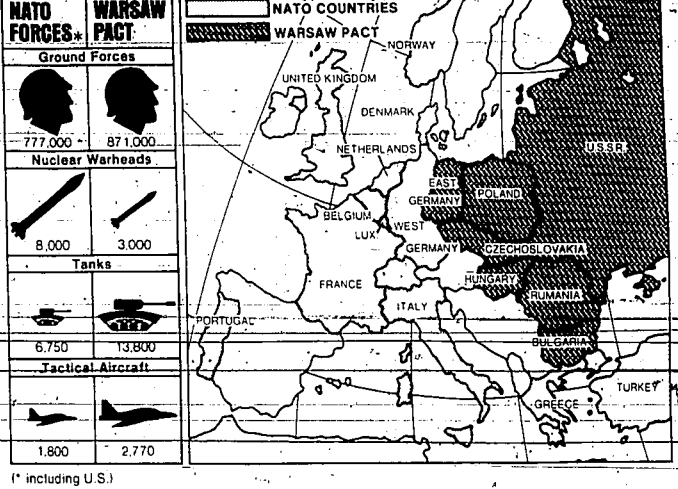 NATO FORCES*
WARSAW PACT
Ground Forces
777,000
871,000
Nuclear Warheads
8,000
3,000
Tanks
6,750
13,800
Tactical Aircraft
1,800
2,770
(* including U.S.)
NATO COUNTRIES
WARSAW PACT
NORWAY
UNITED KINGDOM
DENMARK
NETHERLANDS
U.S.S.R.
EAST
GERMANY
POLAND
BELGIUM
LUX
WEST
GERMANY
CZECHOSLOVAKIA
FRANCE
HUNGARY
RUMANIA
ITALY
PORTUGAL
BULGARIA
TURKEY
GREECE